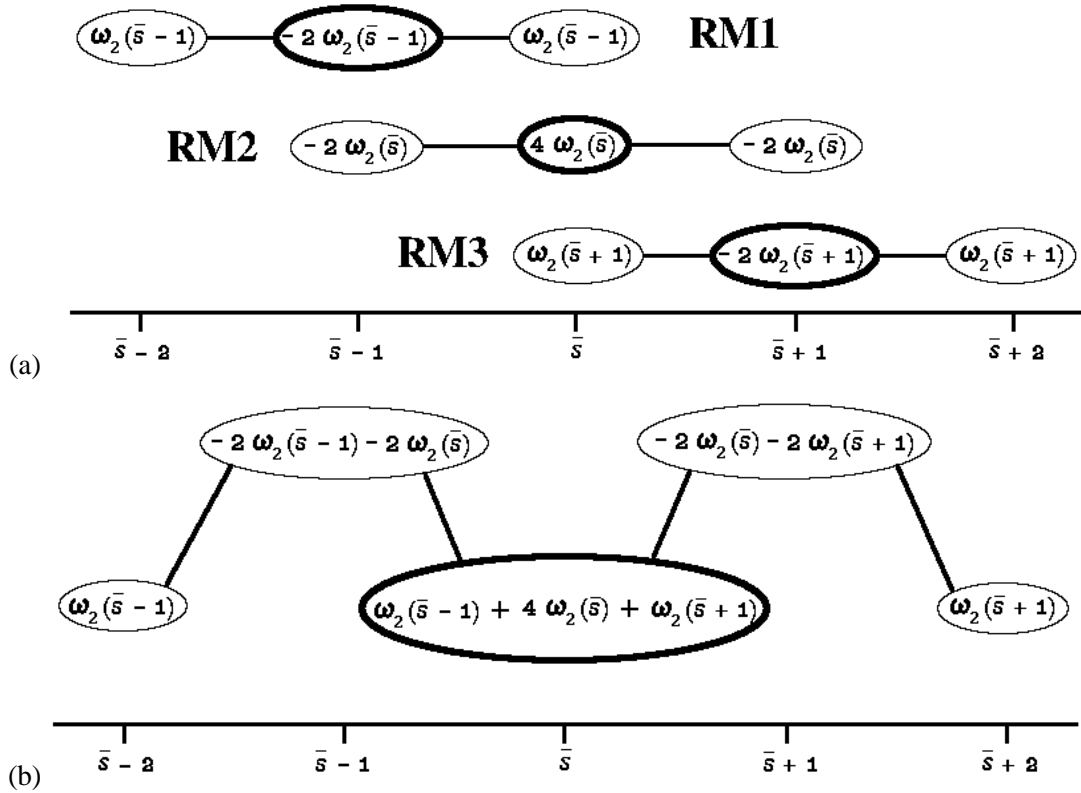 ω₂(s̄ - 1) - 2 ω₂(s̄ - 1) ω₂(s̄ - 1) RM1
RM2 - 2 ω₂(s̄) 4 ω₂(s̄) - 2 ω₂(s̄)
RM3 ω₂(s̄ + 1) - 2 ω₂(s̄ + 1) ω₂(s̄ + 1)
s̄ - 2 s̄ - 1 s̄ s̄ + 1 s̄ + 2
(a)
- 2 ω₂(s̄ - 1) - 2 ω₂(s̄) - 2 ω₂(s̄) - 2 ω₂(s̄ + 1)
ω₂(s̄ - 1) ω₂(s̄ - 1) + 4 ω₂(s̄) + ω₂(s̄ + 1) ω₂(s̄ + 1)
s̄ - 2 s̄ - 1 s̄ s̄ + 1 s̄ + 2
(b)